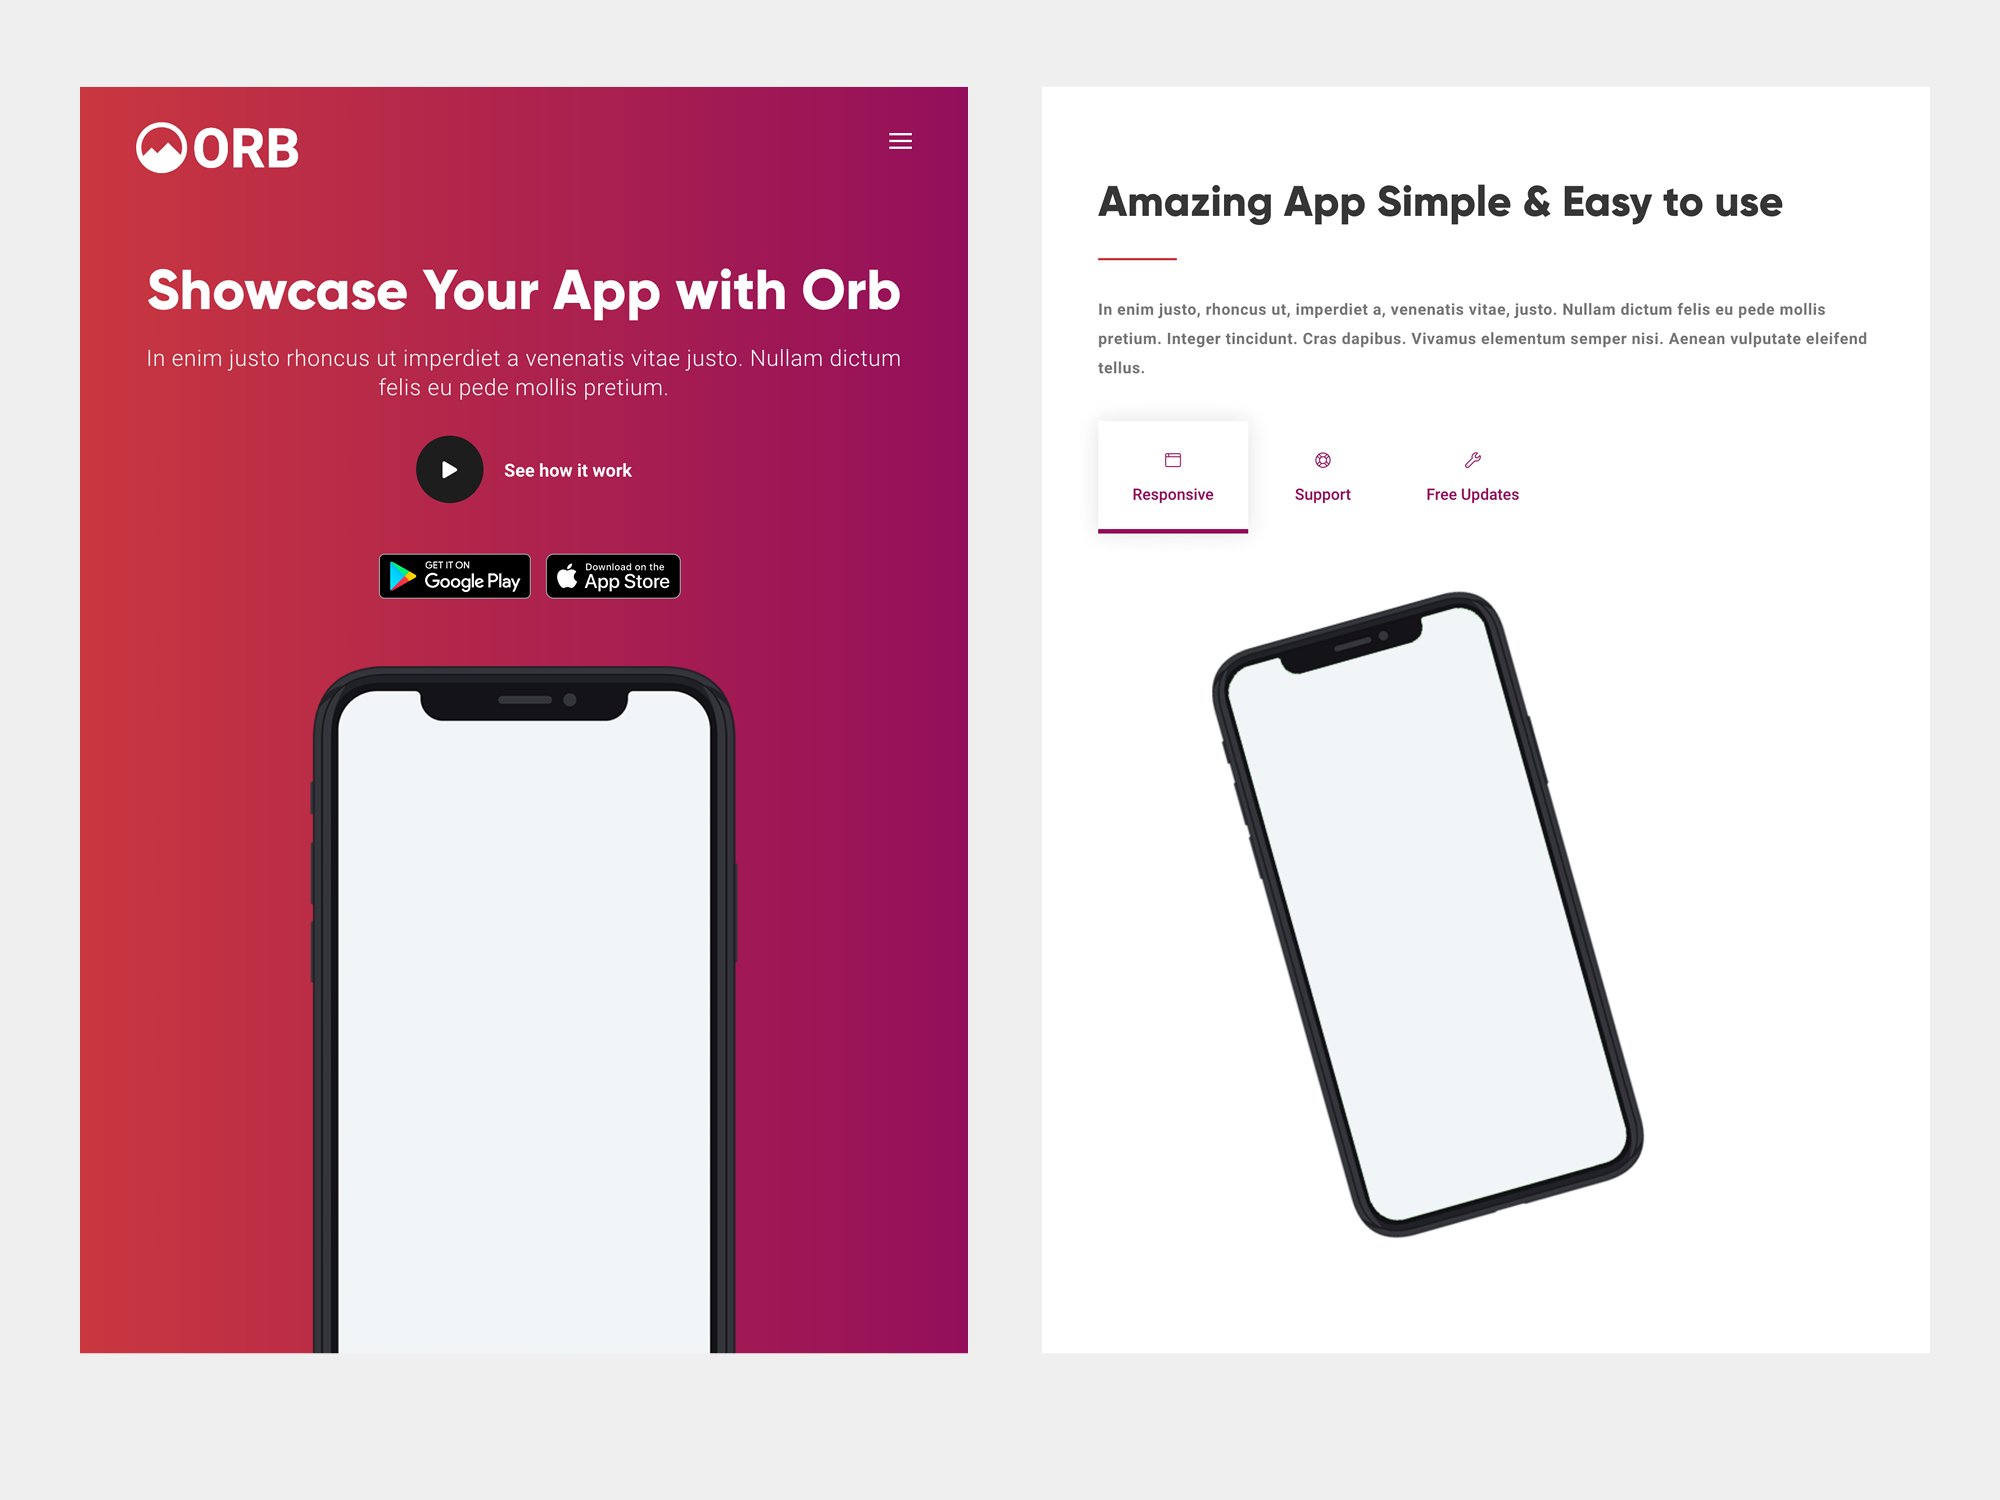 ORB
Showcase Your App with Orb
In enim justo rhoncus ut imperdiet a venenatis vitae justo. Nullam dictum
felis eu pede mollis pretium.
See how it work
GET IT ON
Google Play
Download on the
App Store
Amazing App Simple & Easy to use
In enim justo, rhoncus ut, imperdiet a, venenatis vitae, justo. Nullam dictum felis eu pede mollis
pretium. Integer tincidunt. Cras dapibus. Vivamus elementum semper nisi. Aenean vulputate eleifend
tellus.
Responsive
Support
Free Updates